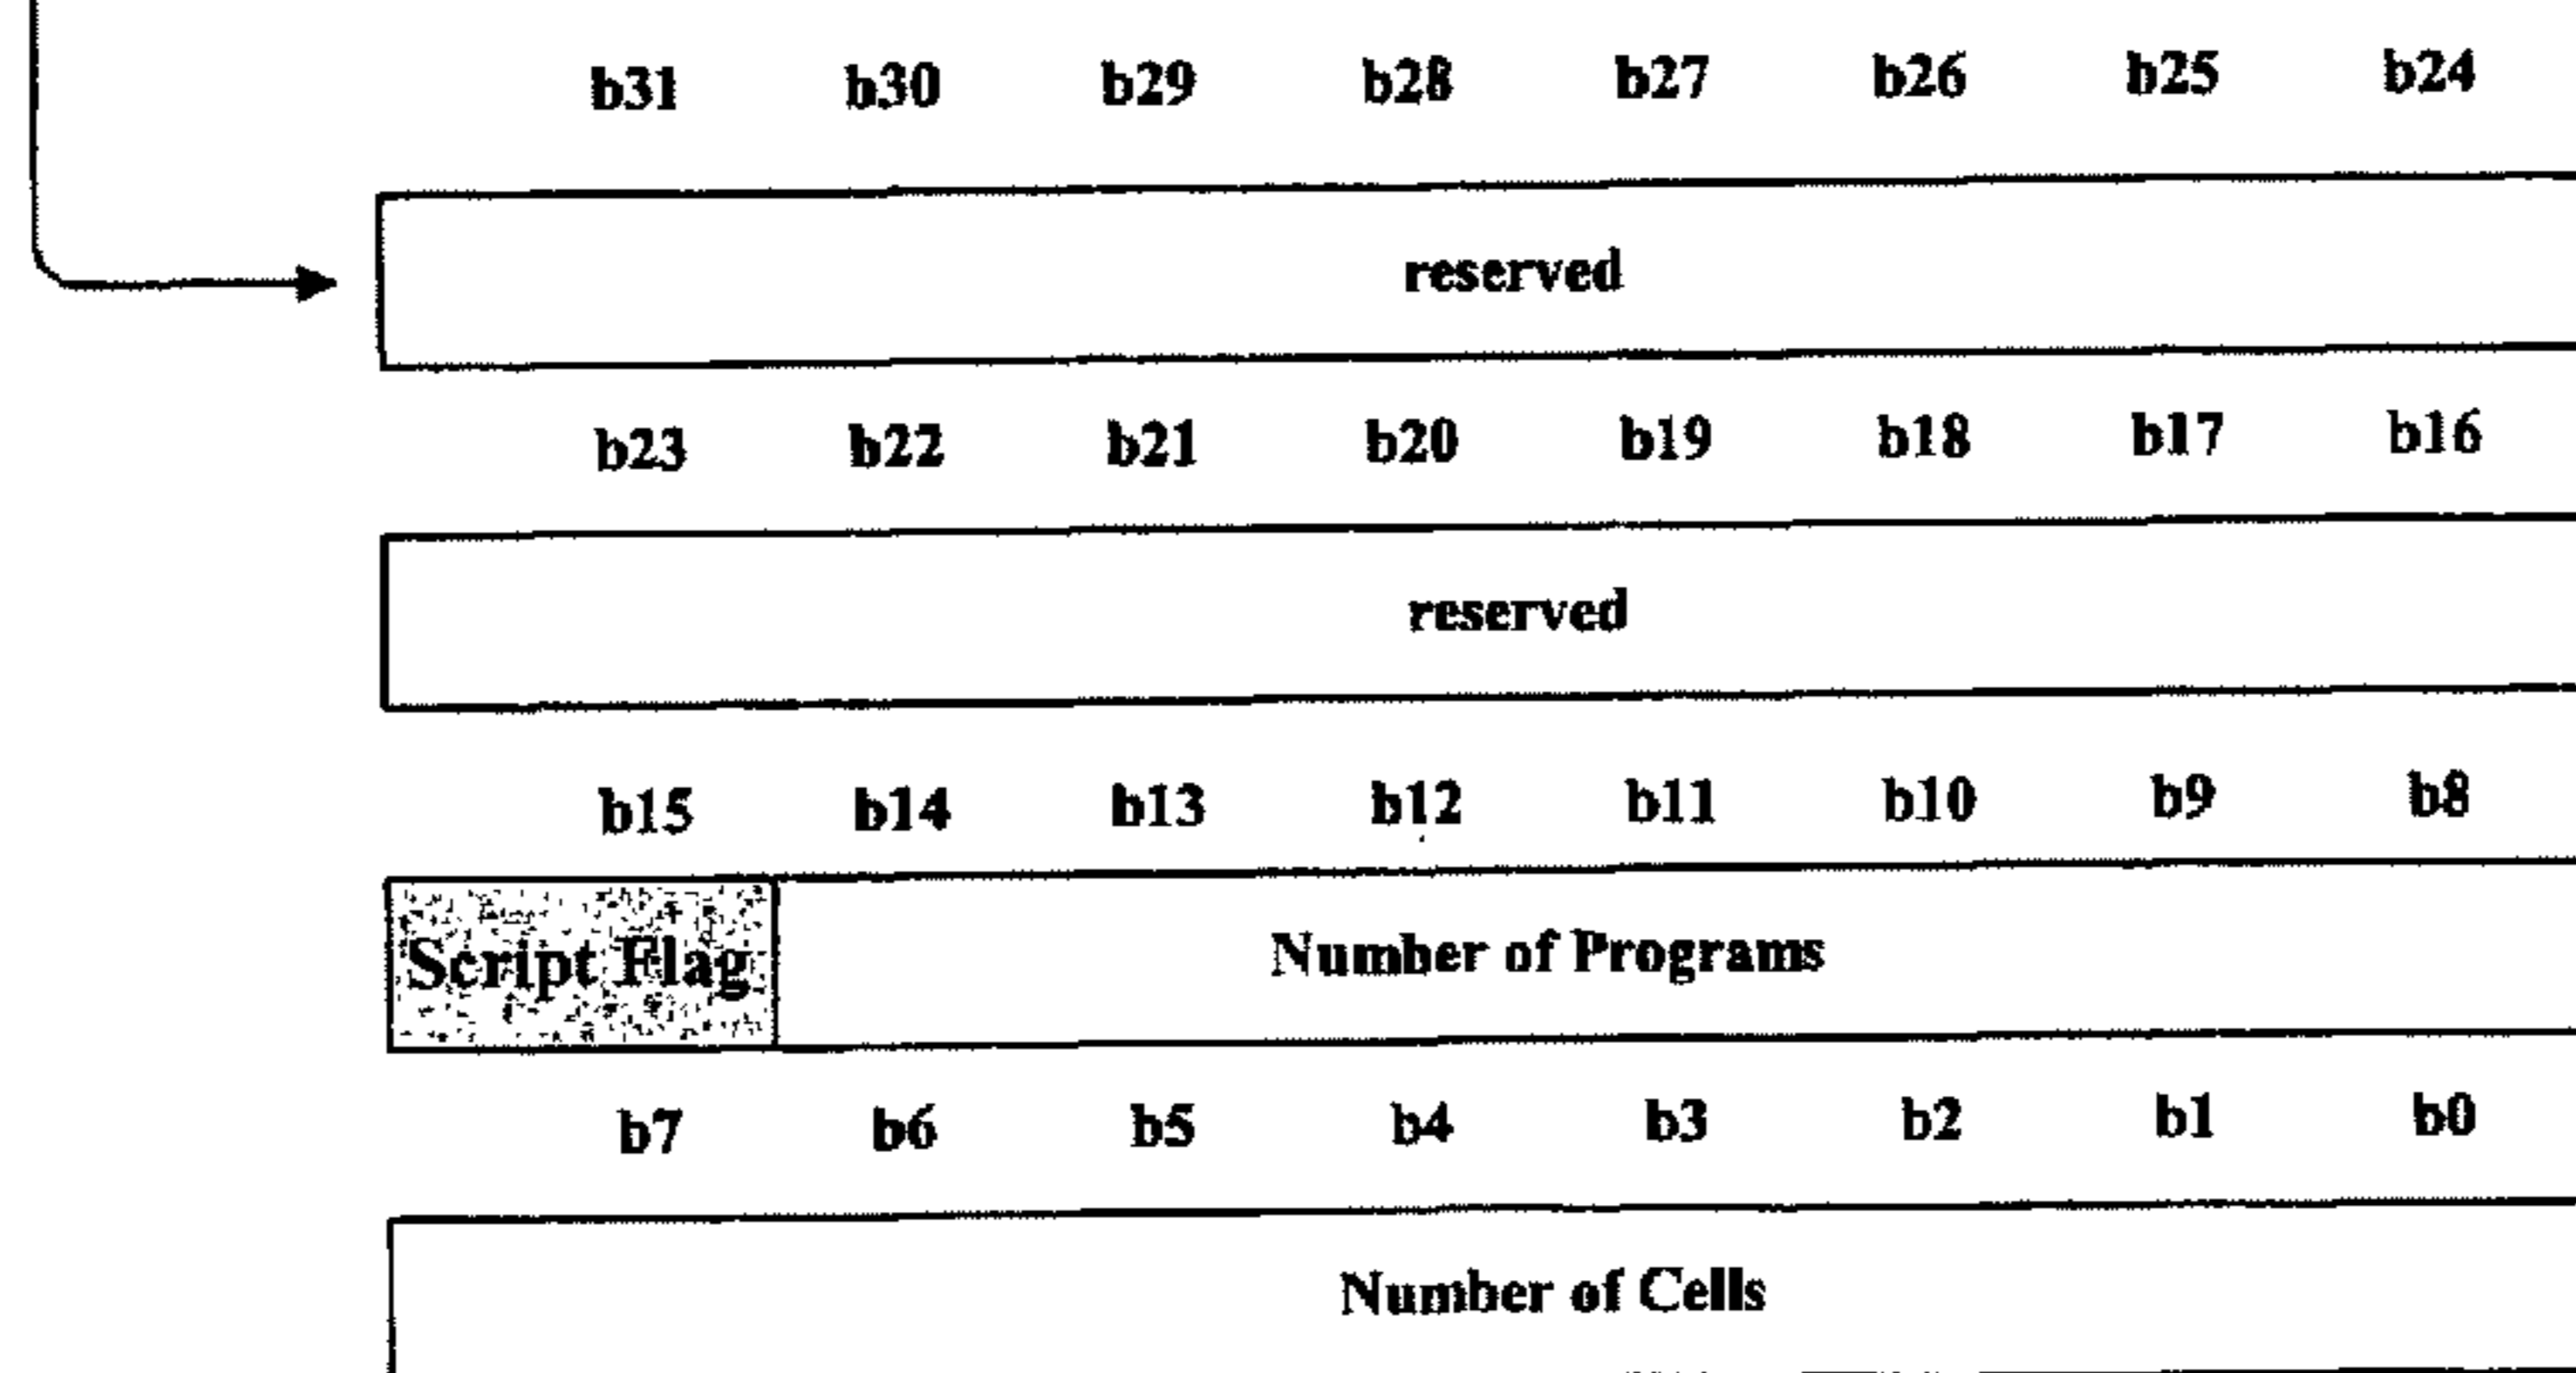 b31 b30 b29 b28 b27 b26 b25 b24
reserved
b23 b22 b21 b20 b19 b18 b17 b16
reserved
b15 b14 b13 b12 b11 b10 b9 b8
Script Flag Number of Programs
b7 b6 b5 b4 b3 b2 b1 b0
Number of Cells